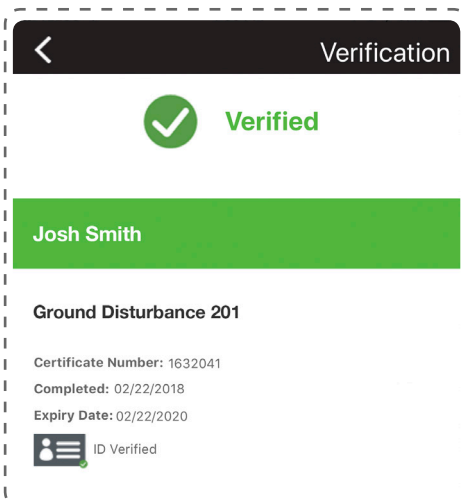 Verification
Verified
Josh Smith
Ground Disturbance 201
Certificate Number: 1632041
Completed: 02/22/2018
Expiry Date: 02/22/2020
ID Verified